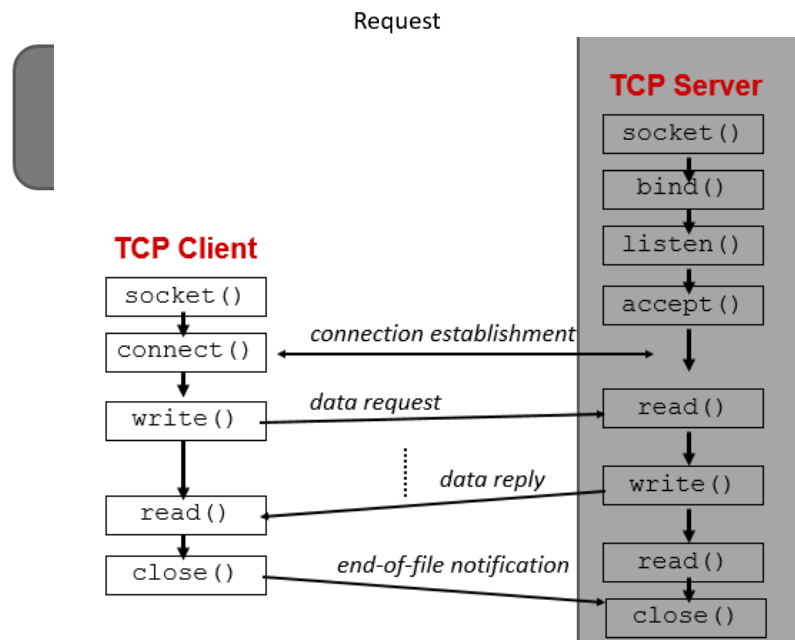 Request
TCP Server
socket()
bind()
listen()
TCP Client
socket()
accept()
connection establishment
connect()
data request
read()
write()
data reply
write()
read()
end-of-file notification
read()
close()
close()